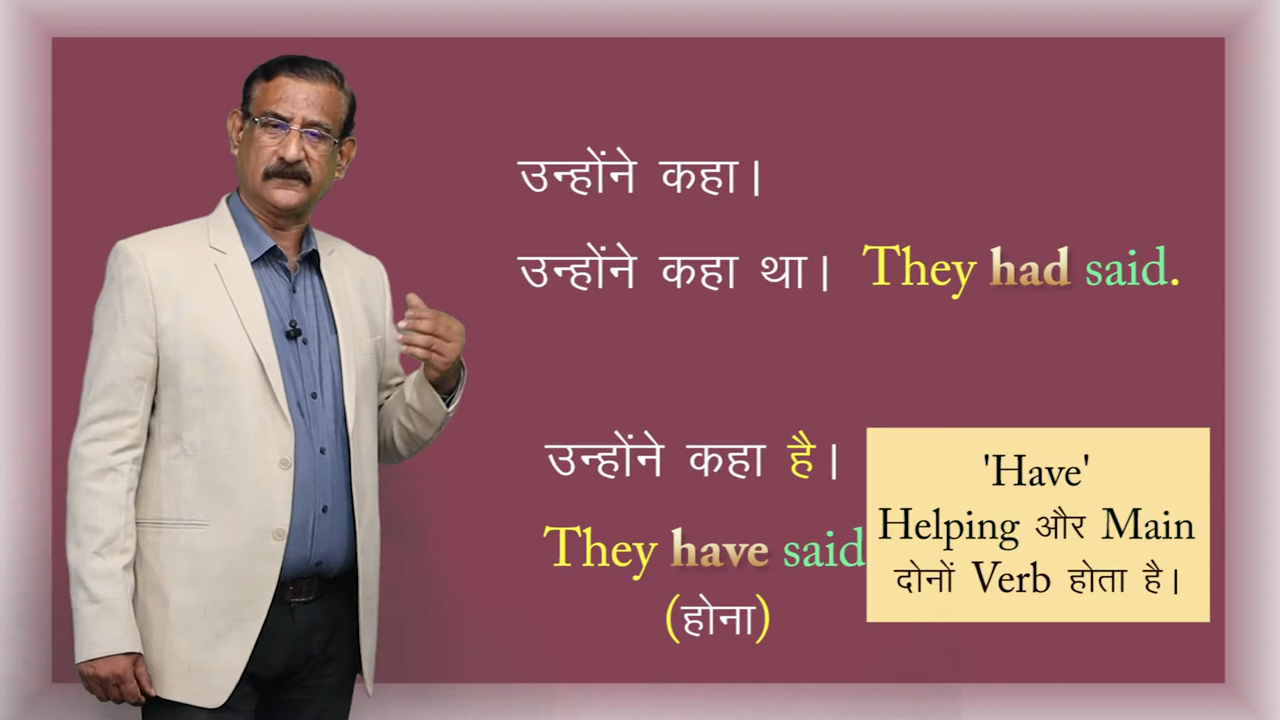 उन्होंने कहा।
उन्होंने कहा था। They had said.
उन्होंने कहा है।
They have said
(होना)
'Have'
Helping और Main
दोनों Verb होता है।